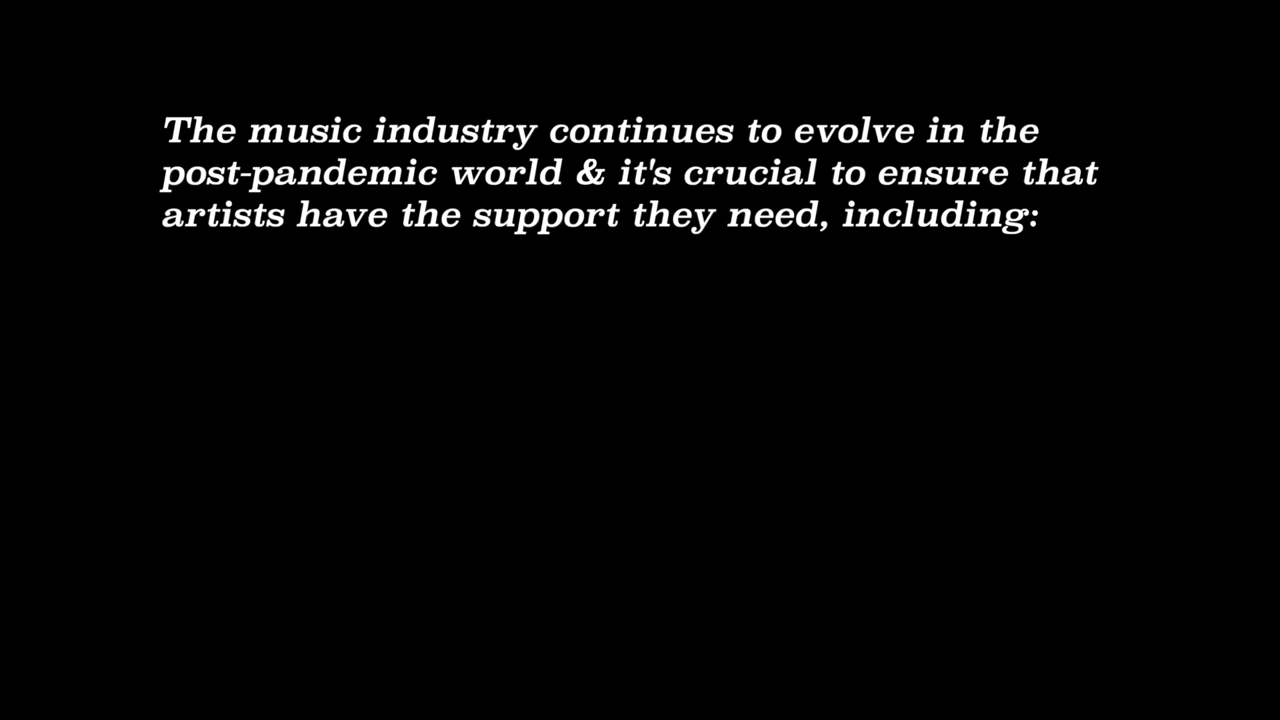 The music industry continues to evolve in the
post-pandemic world & it's crucial to ensure that
artists have the support they need, including: